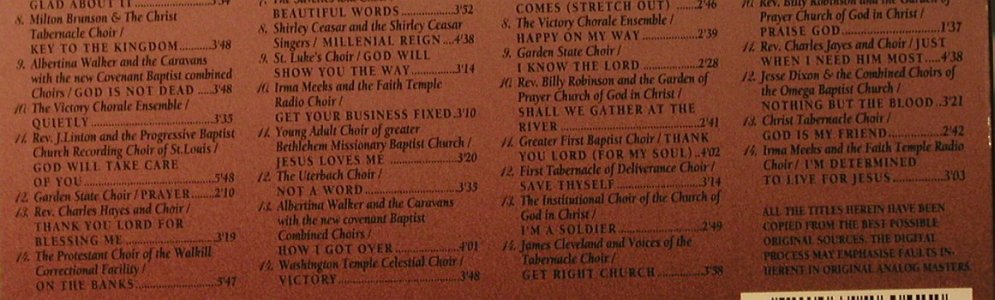 GLAD ABOUT IT
8. Milton Brunson & The Christ
Tabernacle Choir /
KEY TO THE KINGDOM..........3'48
9. Albertina Walker and the Caravans
with the new Covenant Baptist combined
Choirs / GOD IS NOT DEAD ....3'48
10. The Victory Chorale Ensemble /
QUIETLY ..............................3'35
11. Rev. J.Linton and the Progressive Baptist
Church Recording Choir of St.Louis /
GOD WILL TAKE CARE
OF YOU ..............................5'48
12. Garden State Choir / PRAYER......2'10
13. Rev. Charles Hayes and Choir /
THANK YOU LORD FOR
BLESSING ME ......................3'19
14. The Protestant Choir of the Walhill
Correctional Facility /
ON THE BANKS......................5'47
BEAUTIFUL WORDS ................3'52
8. Shirley Ceasar and the Shirley Ceasar
Singers / MILLENIAL REIGN....4'38
9. St. Luke's Choir / GOD WILL
SHOW YOU THE WAY..............3'14
10. Irma Meeks and the Faith Temple
Radio Choir /
GET YOUR BUSINESS FIXED.3'10
11. Young Adult Choir of greater
Bethlehem Missionary Baptist Church /
JESUS LOVES ME ..................3'20
12. The Uterbach Choir /
NOT A WORD........................3'35
13. Albertina Walker and the Caravans
with the new covenant Baptist
Combined Choirs /
HOW I GOT OVER..................4'01
14. Washington Temple Celestial Choir /
VICTORY..............................3'48
COMES (STRETCH OUT) ..........2'46
8. The Victory Chorale Ensemble /
HAPPY ON MY WAY ................2'39
9. Garden State Choir /
I KNOW THE LORD ................2'28
10. Rev. Billy Robinson and the Garden of
Prayer Church of God in Christ /
SHALL WE GATHER AT THE
RIVER ..................................2'41
11. Greater First Baptist Choir / THANK
YOU LORD (FOR MY SOUL)..4'02
12. First Tabernacle of Deliverance Choir /
SAVE THYSELF ......................3'14
13. The Institutional Choir of the Church of
God in Christ /
I'M A SOLDIER ......................2'49
14. James Cleveland and Voices of the
Tabernacle Choir /
GET RIGHT CHURCH..............3'58
10. Rev. Billy Robinson and the Garden of
Prayer Church of God in Christ /
PRAISE GOD ..........................1'37
11. Rev. Charles Jayes and Choir / JUST
WHEN I NEED HIM MOST......4'38
12. Jesse Dixon & the Combined Choirs of
the Omega Baptist Church /
NOTHING BUT THE BLOOD..3'21
13. Christ Tabernacle Choir /
GOD IS MY FRIEND................2'42
14. Irma Meeks and the Faith Temple Radio
Choir / I'M DETERMINED
TO LIVE FOR JESUS................3'03
ALL THE TITLES HEREIN HAVE BEEN
COPIED FROM THE BEST POSSIBLE
ORIGINAL SOURCES. THE DIGITAL
PROCESS MAY EMPHASISE FAULTS IN-
HERENT IN ORIGINAL ANALOG MASTERS.